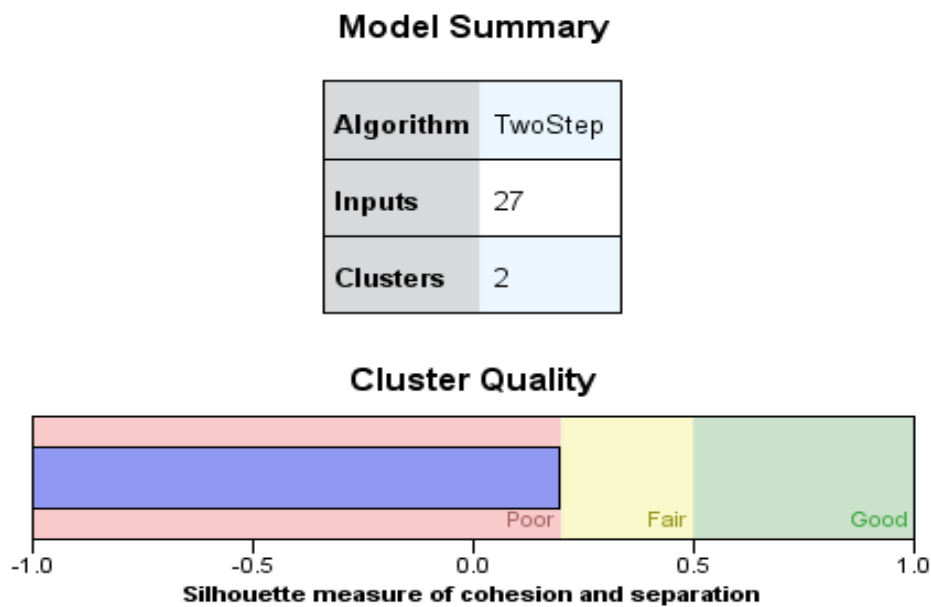 Model Summary
Algorithm TwoStep
Inputs 27
Clusters 2
Cluster Quality
Poor Fair Good
-1.0 -0.5 0.0 0.5 1.0
Silhouette measure of cohesion and separation